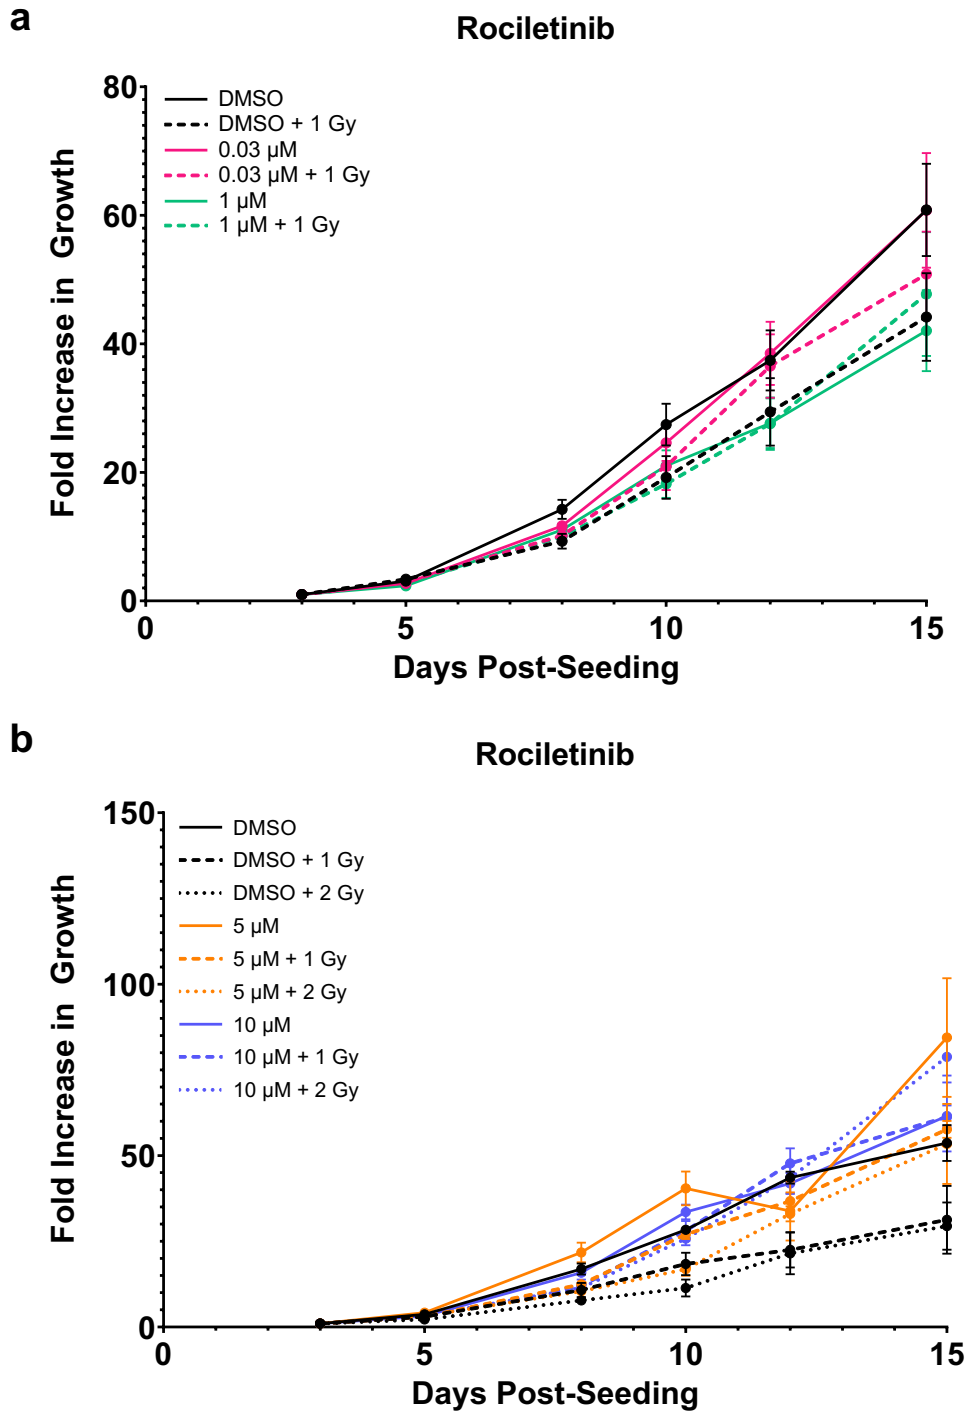 a
Rociletinib
80
60
40
20
0
Fold Increase in Growth
DMSO
DMSO + 1 Gy
0.03 µM
0.03 µM + 1 Gy
1 µM
1 µM + 1 Gy
0
5
10
15
Days Post-Seeding
b
Rociletinib
150
100
50
0
Fold Increase in Growth
DMSO
DMSO + 1 Gy
DMSO + 2 Gy
5 µM
5 µM + 1 Gy
5 µM + 2 Gy
10 µM
10 µM + 1 Gy
10 µM + 2 Gy
0
5
10
15
Days Post-Seeding